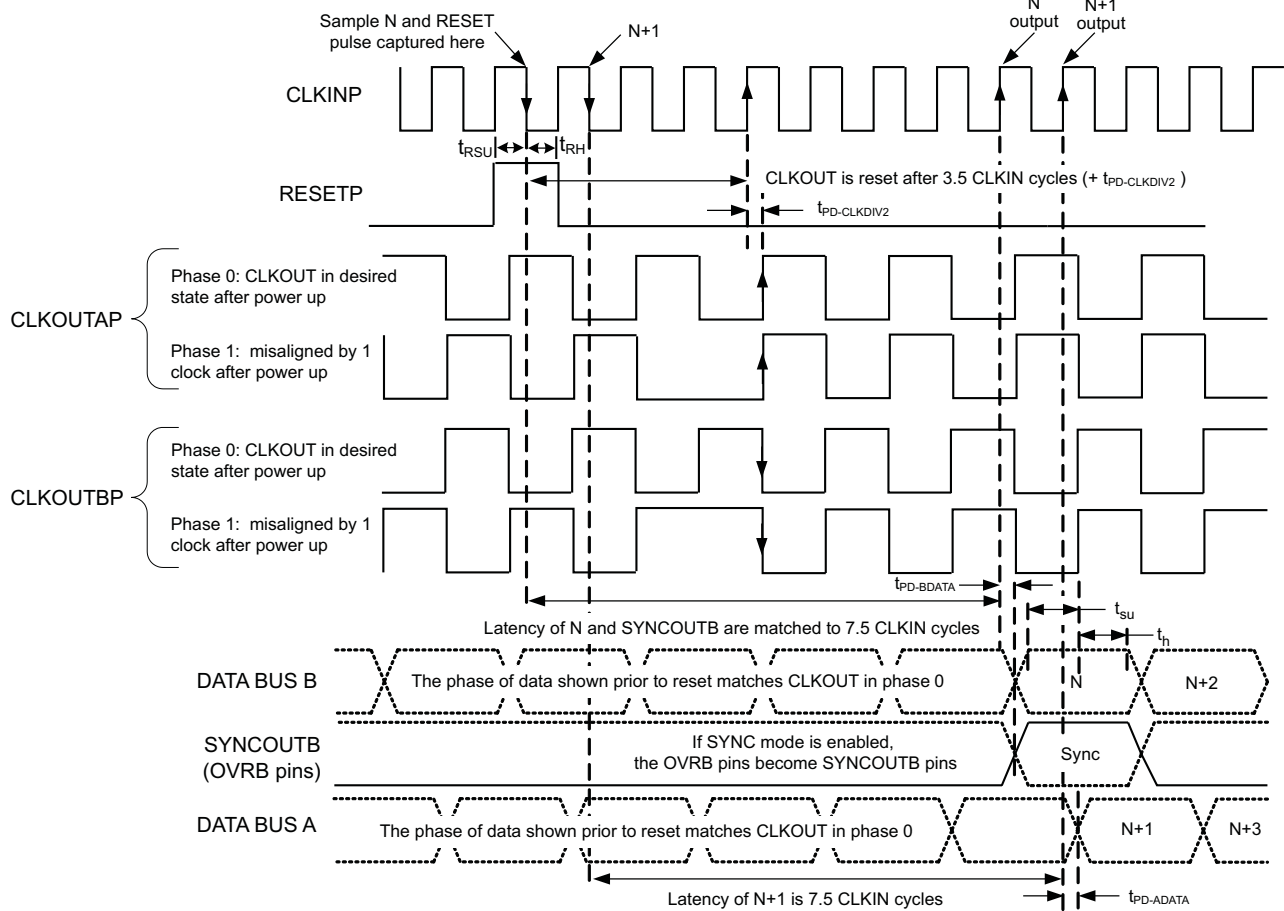 Sample N and RESET
pulse captured here
N+1
N
output
N+1
output
CLKINP
tRSU
tRH
RESETP
CLKOUT is reset after 3.5 CLKIN cycles (+ tPD-CLKDIV2 )
tPD-CLKDIV2
CLKOUTAP
Phase 0: CLKOUT in desired
state after power up
Phase 1: misaligned by 1
clock after power up
CLKOUTBP
Phase 0: CLKOUT in desired
state after power up
Phase 1: misaligned by 1
clock after power up
tPD-BDATA
tsu
th
Latency of N and SYNCOUTB are matched to 7.5 CLKIN cycles
DATA BUS B
The phase of data shown prior to reset matches CLKOUT in phase 0
N
N+2
SYNCOUTB
(OVRB pins)
If SYNC mode is enabled,
the OVRB pins become SYNCOUTB pins
Sync
DATA BUS A
The phase of data shown prior to reset matches CLKOUT in phase 0
N+1
N+3
Latency of N+1 is 7.5 CLKIN cycles
tPD-ADATA